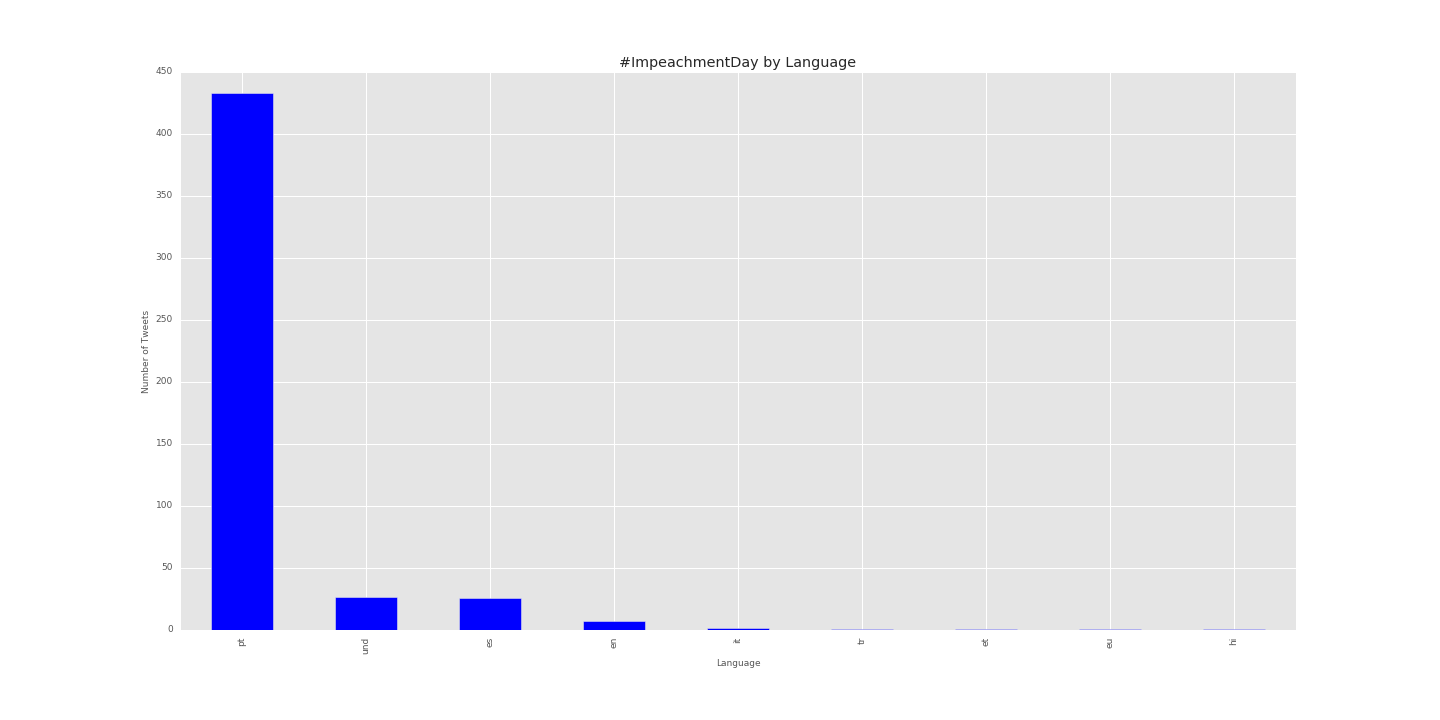 #ImpeachmentDay by Language
450
400
350
300
250
200
150
100
50
0
Number of Tweets
pt
und
es
en
it
tr
et
eu
hi
Language